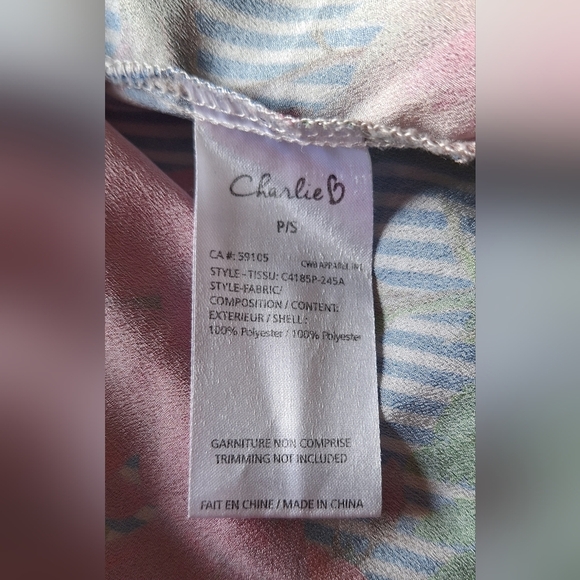 Charlie B
P/S
CA #: 59105
CWH APPAREL INC
STYLE-TISSU: C4185P-245A
STYLE-FABRIC/
COMPOSITION / CONTENT:
EXTERIEUR / SHELL:
100% Polyester / 100% Polyester
GARNITURE NON COMPRISE
TRIMMING NOT INCLUDED
FAIT EN CHINE / MADE IN CHINA